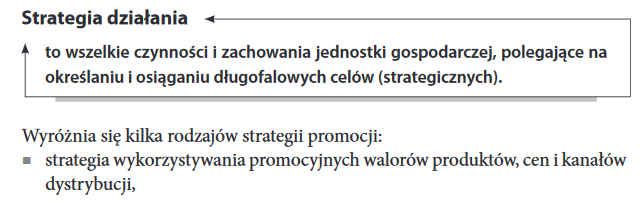 Strategia działania
to wszelkie czynności i zachowania jednostki gospodarczej, polegające na
określaniu i osiąganiu długofalowych celów (strategicznych).
Wyróżnia się kilka rodzajów strategii promocji:
■ strategia wykorzystywania promocyjnych walorów produktów, cen i kanałów
dystrybucji,